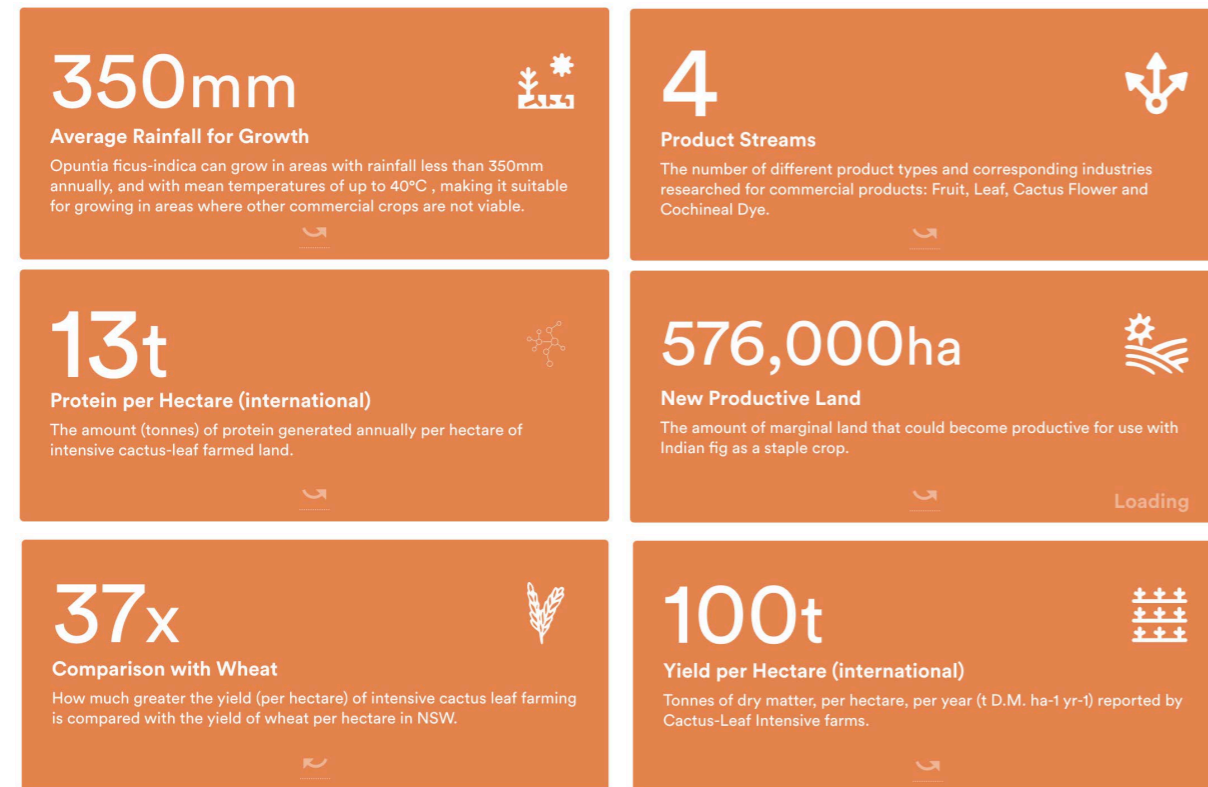 350mm
Average Rainfall for Growth
Opuntia ficus-indica can grow in areas with rainfall less than 350mm
annually, and with mean temperatures of up to 40°C , making it suitable
for growing in areas where other commercial crops are not viable.
4
Product Streams
The number of different product types and corresponding industries
researched for commercial products: Fruit, Leaf, Cactus Flower and
Cochineal Dye.
13t
Protein per Hectare (international)
The amount (tonnes) of protein generated annually per hectare of
intensive cactus-leaf farmed land.
576,000ha
New Productive Land
The amount of marginal land that could become productive for use with
Indian fig as a staple crop.
Loading
37x
Comparison with Wheat
How much greater the yield (per hectare) of intensive cactus leaf farming
is compared with the yield of wheat per hectare in NSW.
100t
Yield per Hectare (international)
Tonnes of dry matter, per hectare, per year (t D.M. ha-1 yr-1) reported by
Cactus-Leaf Intensive farms.